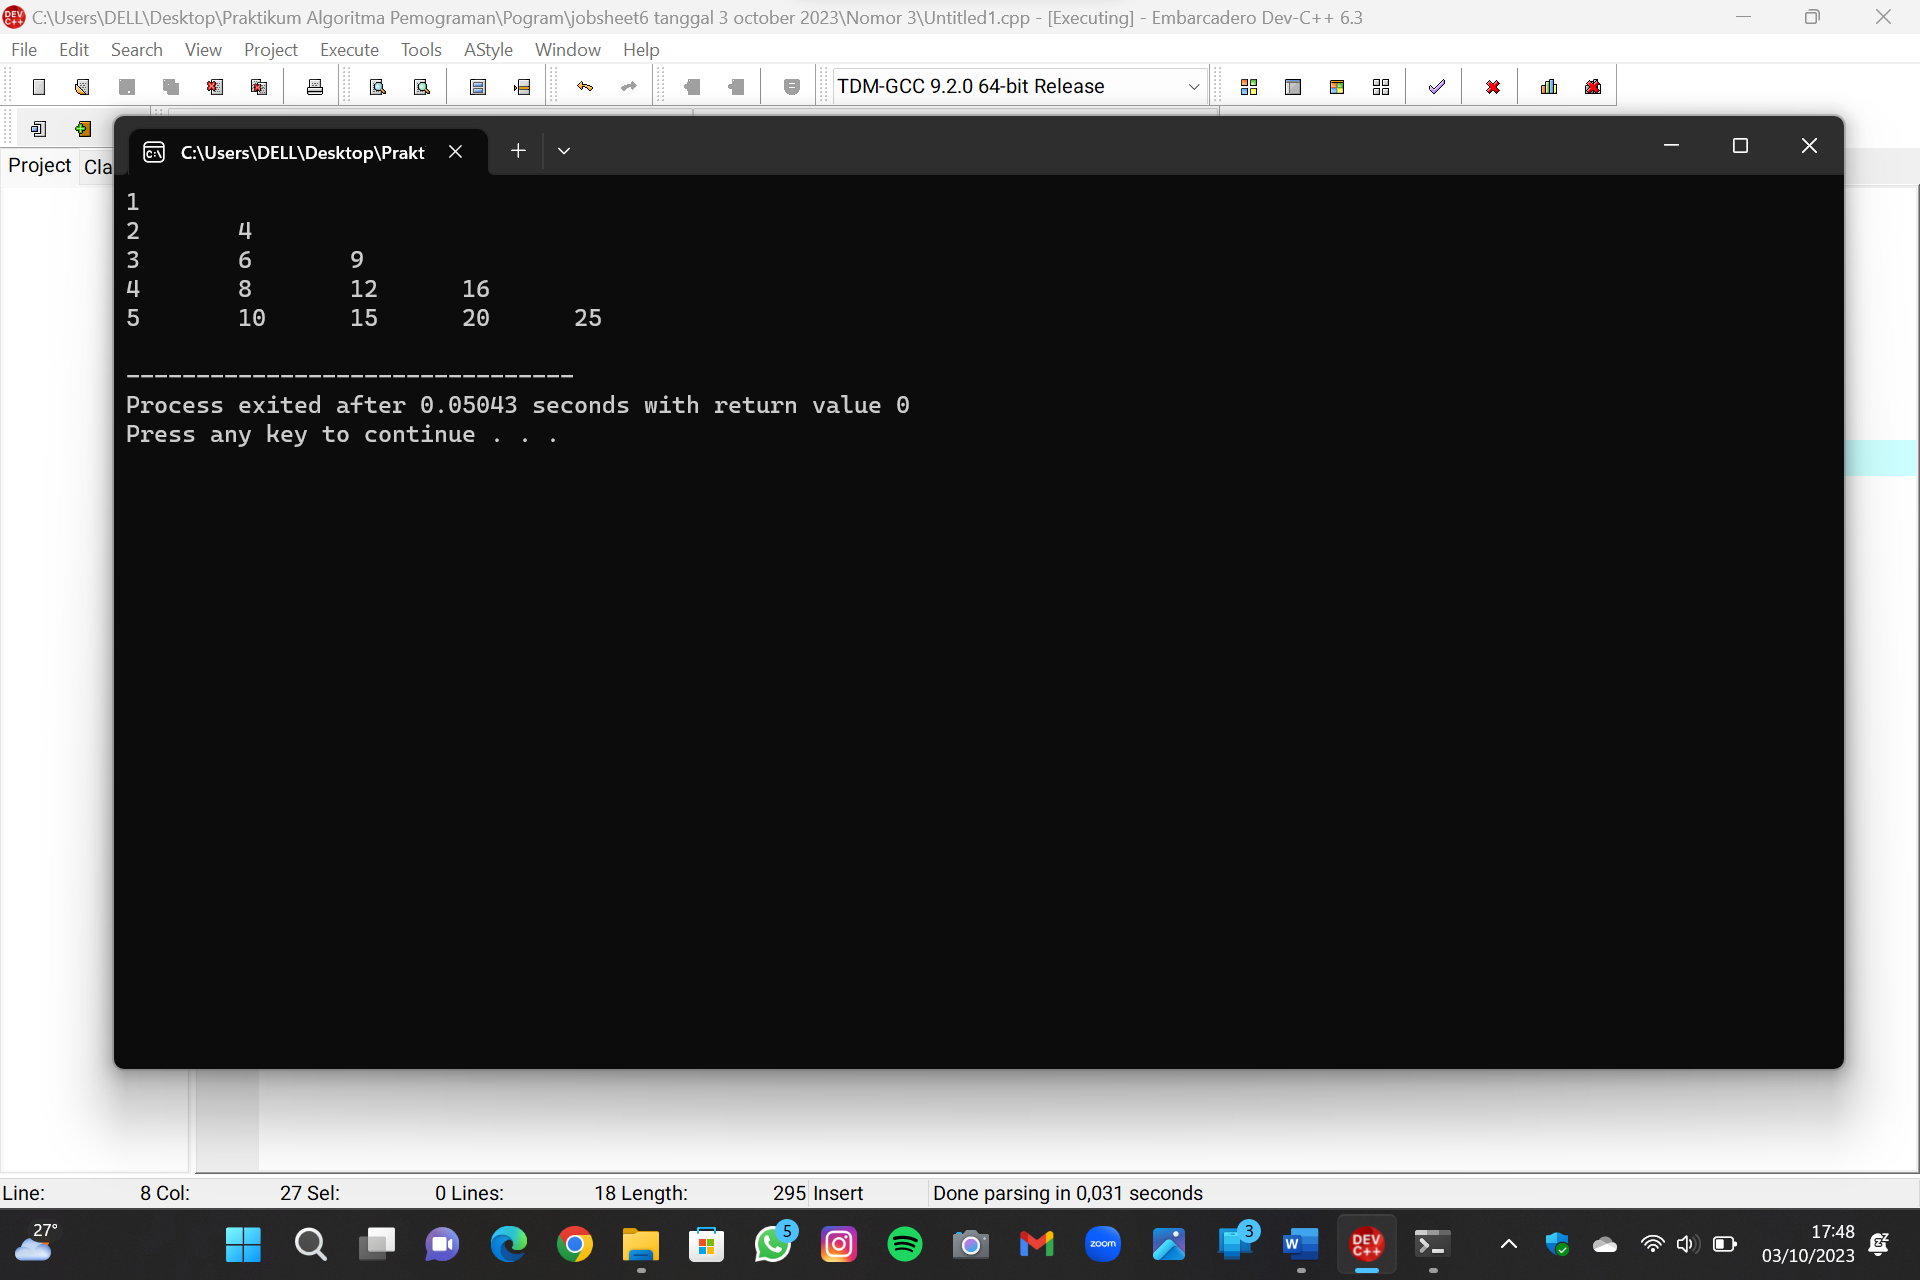 C:\Users\DELL\Desktop\Praktikum Algoritma Pemograman\Pogram\jobsheet6 tanggal 3 october 2023\Nomor 3\Untitled1.cpp - [Executing] - Embarcadero Dev-C++ 6.3
File Edit Search View Project Execute Tools AStyle Window Help
TDM-GCC 9.2.0 64-bit Release
Project Cla
C:\Users\DELL\Desktop\Prakt
1
2 4
3 6 9
4 8 12 16
5 10 15 20 25
--------------------------------
Process exited after 0.05043 seconds with return value 0
Press any key to continue . . .
Line: 8 Col: 27 Sel: 0 Lines: 18 Length: 295 Insert Done parsing in 0,031 seconds
27°
5
zoom
3
W
DEV C++
17:48
03/10/2023